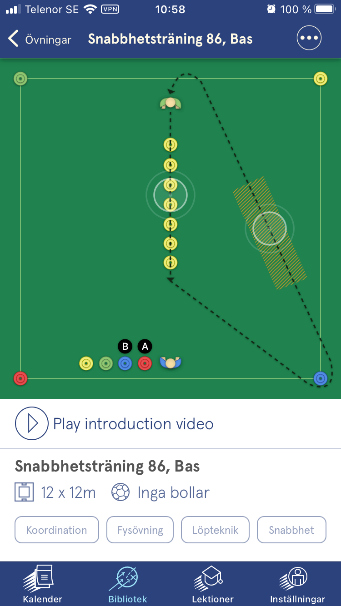 Telenor SE VPN 10:58 100 %
Övningar Snabbhetsträning 86, Bas
B A
Play introduction video
Snabbhetsträning 86, Bas
12 x 12m Inga bollar
Koordination Fysövning Löpteknik Snabbhet
Kalender Bibliotek Lektioner Inställningar